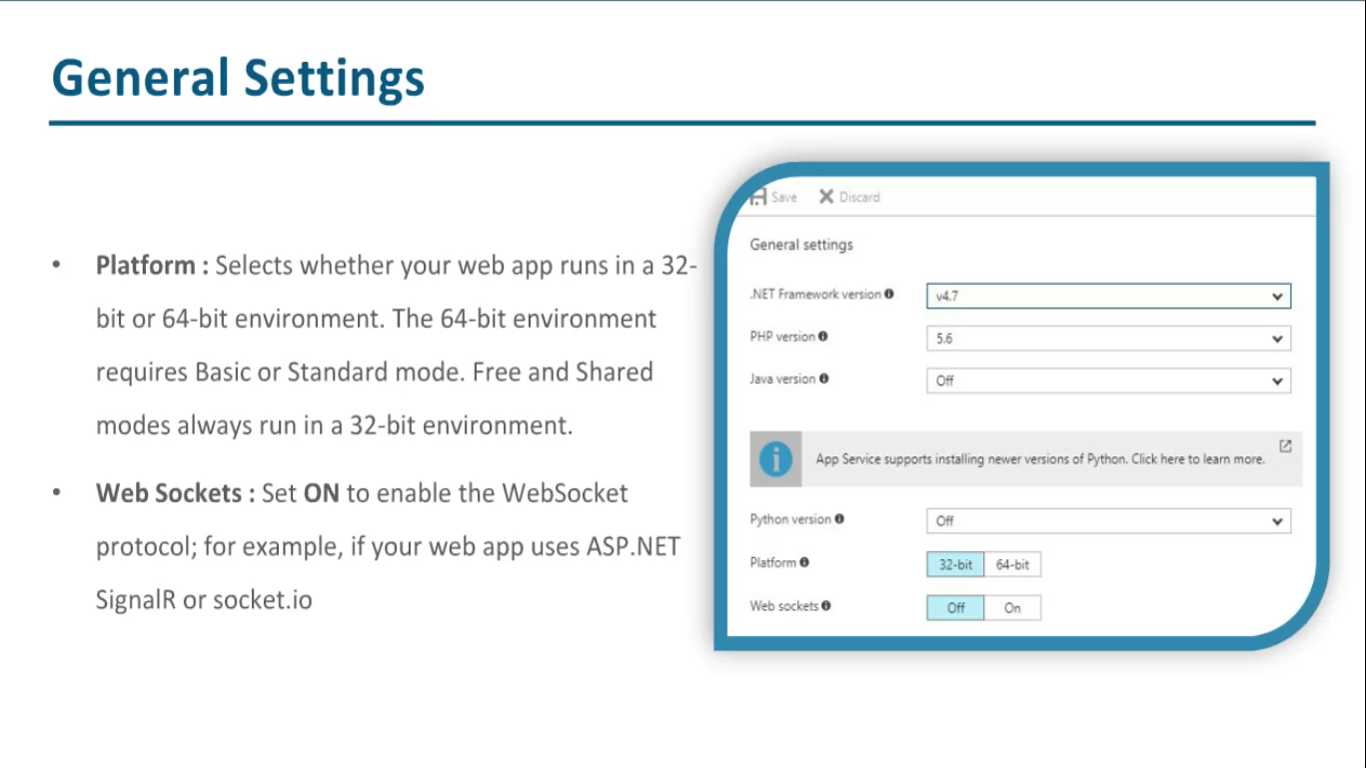 General Settings
• Platform : Selects whether your web app runs in a 32-
bit or 64-bit environment. The 64-bit environment
requires Basic or Standard mode. Free and Shared
modes always run in a 32-bit environment.
• Web Sockets : Set ON to enable the WebSocket
protocol; for example, if your web app uses ASP.NET
SignalR or socket.io
Save Discard
General settings
.NET Framework version v4.7
PHP version 5.6
Java version Off
App Service supports installing newer versions of Python. Click here to learn more.
Python version Off
Platform 32-bit 64-bit
Web sockets Off On